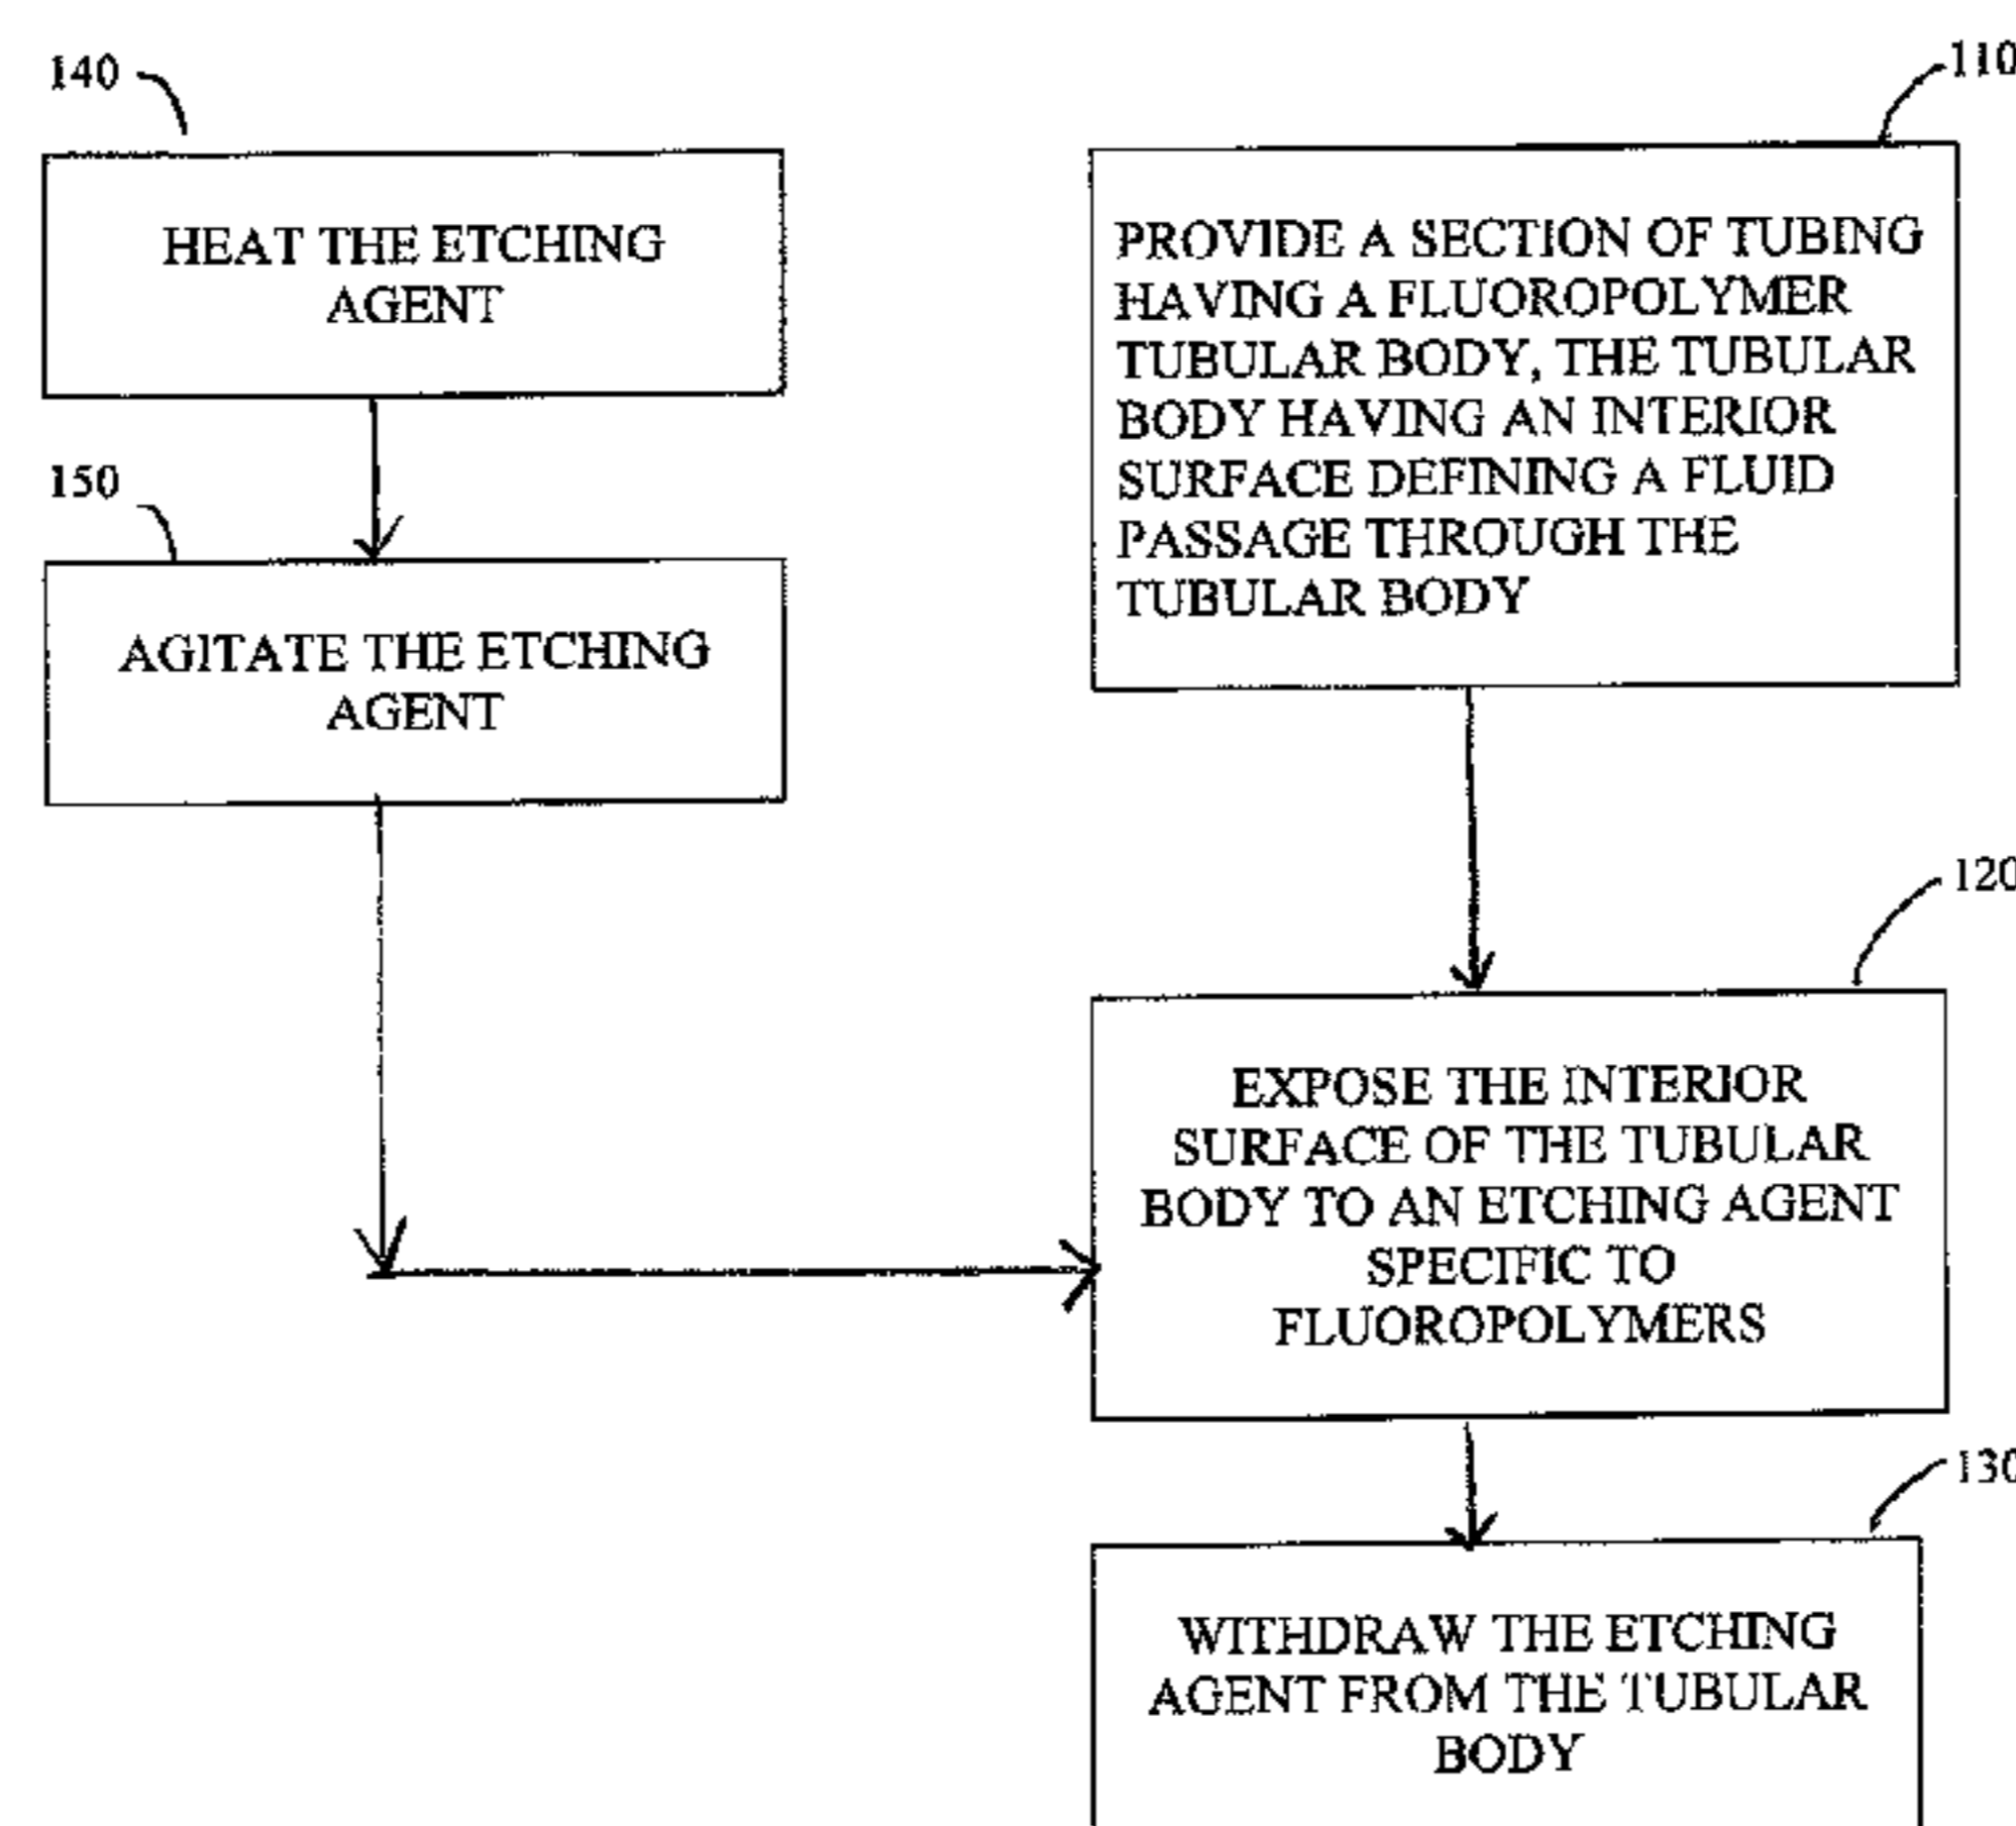 140
HEAT THE ETCHING
AGENT
150
AGITATE THE ETCHING
AGENT
110
PROVIDE A SECTION OF TUBING
HAVING A FLUOROPOLYMER
TUBULAR BODY, THE TUBULAR
BODY HAVING AN INTERIOR
SURFACE DEFINING A FLUID
PASSAGE THROUGH THE
TUBULAR BODY
120
EXPOSE THE INTERIOR
SURFACE OF THE TUBULAR
BODY TO AN ETCHING AGENT
SPECIFIC TO
FLUOROPOLYMERS
130
WITHDRAW THE ETCHING
AGENT FROM THE TUBULAR
BODY